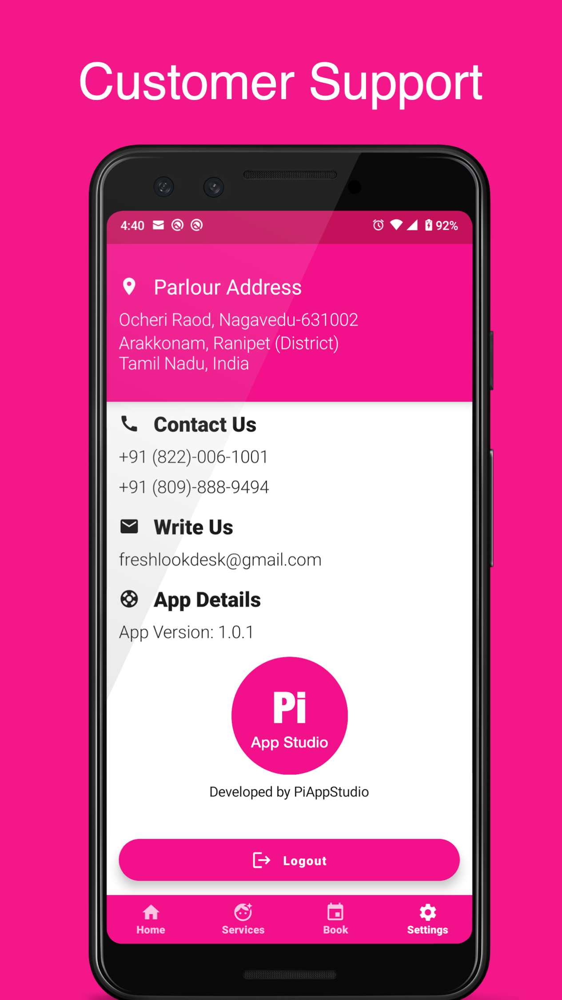 Customer Support
4:40
92%
Parlour Address
Ocheri Raod, Nagavedu-631002
Arakkonam, Ranipet (District)
Tamil Nadu, India
Contact Us
+91 (822)-006-1001
+91 (809)-888-9494
Write Us
freshlookdesk@gmail.com
App Details
App Version: 1.0.1
Pi
App Studio
Developed by PiAppStudio
Logout
Home
Services
Book
Settings